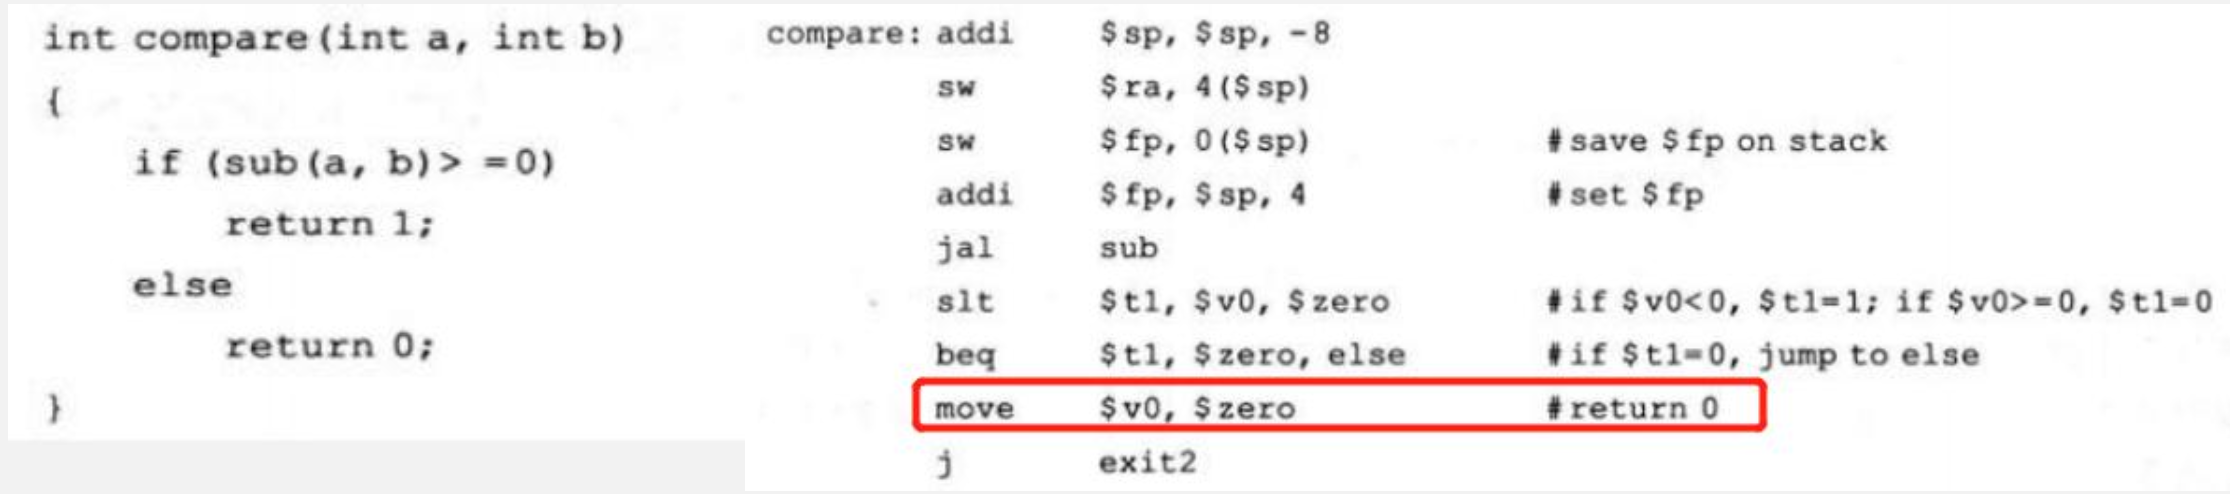 int compare(int a, int b)
{
if (sub(a, b)> =0)
return 1;
else
return 0;
}
compare: addi $sp, $sp, -8
sw $ra, 4($sp)
sw $fp, 0($sp) #save $fp on stack
addi $fp, $sp, 4 #set $fp
jal sub
slt $t1, $v0, $zero #if $v0<0, $t1=1; if $v0>=0, $t1=0
beq $t1, $zero, else #if $t1=0, jump to else
move $v0, $zero #return 0
j exit2